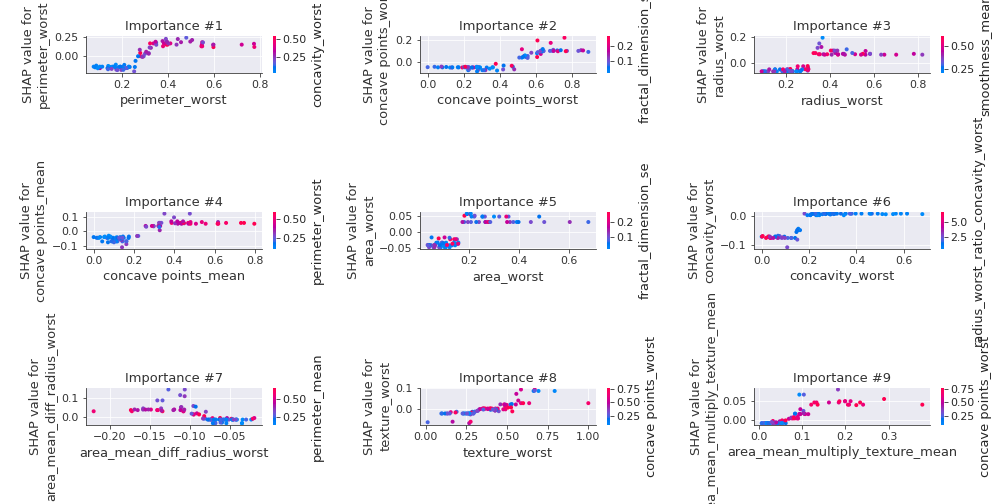 Importance #1
SHAP value for
perimeter_worst
0.25
0.00
0.2 0.4 0.6 0.8
perimeter_worst
0.50
0.25
concavity_worst
Importance #2
SHAP value for
concave points_worst
0.2
0.0
0.0 0.2 0.4 0.6 0.8
concave points_worst
0.2
0.1
fractal_dimension_se
Importance #3
SHAP value for
radius_worst
0.2
0.0
0.2 0.4 0.6 0.8
radius_worst
0.50
0.25
smoothness_mean
Importance #4
SHAP value for
concave points_mean
0.1
0.0
−0.1
0.0 0.2 0.4 0.6 0.8
concave points_mean
0.50
0.25
perimeter_worst
Importance #5
SHAP value for
area_worst
0.05
0.00
−0.05
0.2 0.4 0.6
area_worst
0.2
0.1
fractal_dimension_se
Importance #6
SHAP value for
concavity_worst
0.0
−0.1
0.0 0.2 0.4 0.6
concavity_worst
5.0
2.5
radius_worst_ratio_concavity_worst
Importance #7
SHAP value for
area_mean_diff_radius_worst
0.1
0.0
−0.20 −0.15 −0.10 −0.05
area_mean_diff_radius_worst
0.50
0.25
perimeter_mean
Importance #8
SHAP value for
texture_worst
0.1
0.0
0.00 0.25 0.50 0.75 1.00
texture_worst
0.75
0.50
0.25
concave points_worst
Importance #9
SHAP value for
ea_mean_multiply_texture_mean
0.05
0.00
0.0 0.1 0.2 0.3
area_mean_multiply_texture_mean
0.75
0.50
0.25
concave points_worst